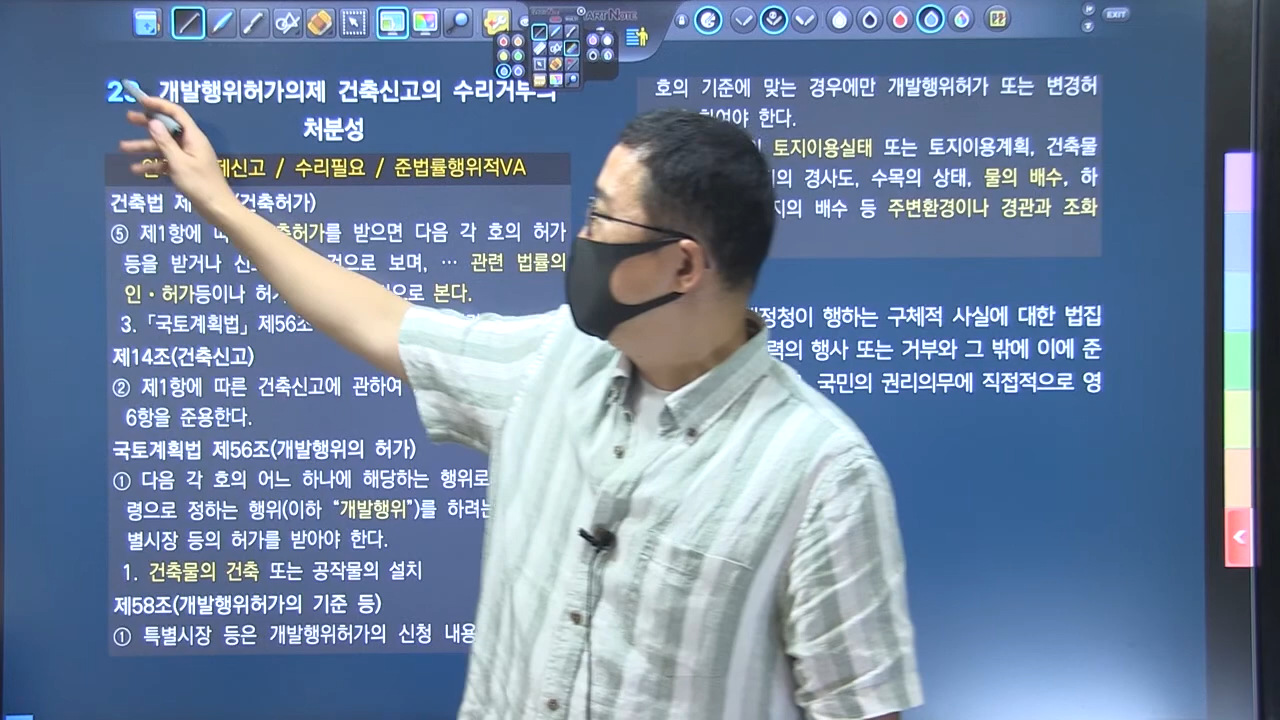 개발행위허가의제 건축신고의 수리거부의
처분성
제신고 / 수리필요 / 준법률행위적VA
건축법 제 (건축허가)
⑤ 제1항에 를 받으면 다음 각 호의 허가
등을 받거나 것으로 보며, … 관련 법률의
인·허가등이나 본다.
3.「국토계획법」 제56조
제14조(건축신고)
② 제1항에 따른 건축신고에 관하여
6항을 준용한다.
국토계획법 제56조(개발행위의 허가)
① 다음 각 호의 어느 하나에 해당하는 행위로
령으로 정하는 행위(이하 “개발행위”)를 하려는
별시장 등의 허가를 받아야 한다.
1. 건축물의 건축 또는 공작물의 설치
제58조(개발행위허가의 기준 등)
① 특별시장 등은 개발행위허가의 신청 내용
호의 기준에 맞는 경우에만 개발행위허가 또는 변경허
하여야 한다.
토지이용실태 또는 토지이용계획, 건축물
의 경사도, 수목의 상태, 물의 배수, 하
지의 배수 등 주변환경이나 경관과 조화
행정청이 행하는 구체적 사실에 대한 법집
력의 행사 또는 거부와 그 밖에 이에 준
국민의 권리의무에 직접적으로 영
ARTNOTE
EXIT